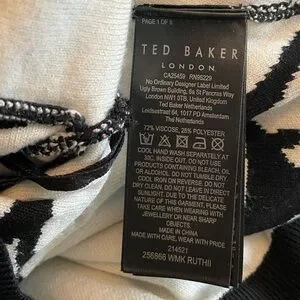 PAGE 1 OF 5
TED BAKER
LONDON
CA25459 RN95229
No Ordinary Designer Label Limited
Ugly Brown Building, 6a St Pancras Way
London NW1 0TB, United Kingdom
Ted Baker Netherlands
Leidsestraat 64, 1017 PD Amsterdam
The Netherlands
72% VISCOSE, 28% POLYESTER
COOL HAND WASH SEPARATELY AT
30C. INSIDE OUT. DO NOT USE
PRODUCTS CONTAINING BLEACH, OIL
OR ALCOHOL. DO NOT TUMBLE DRY.
COOL IRON ON REVERSE. DO NOT
DRY CLEAN. DO NOT LEAVE IN DIRECT
SUNLIGHT. DUE TO THE DELICATE
NATURE OF THIS GARMENT, PLEASE
TAKE CARE WHEN WEARING WITH
JEWELLERY OR NEAR SHARP
OBJECTS.
MADE IN CHINA
MADE WITH CARE, WEAR WITH PRIDE
214521
256866 WMK RUTHII